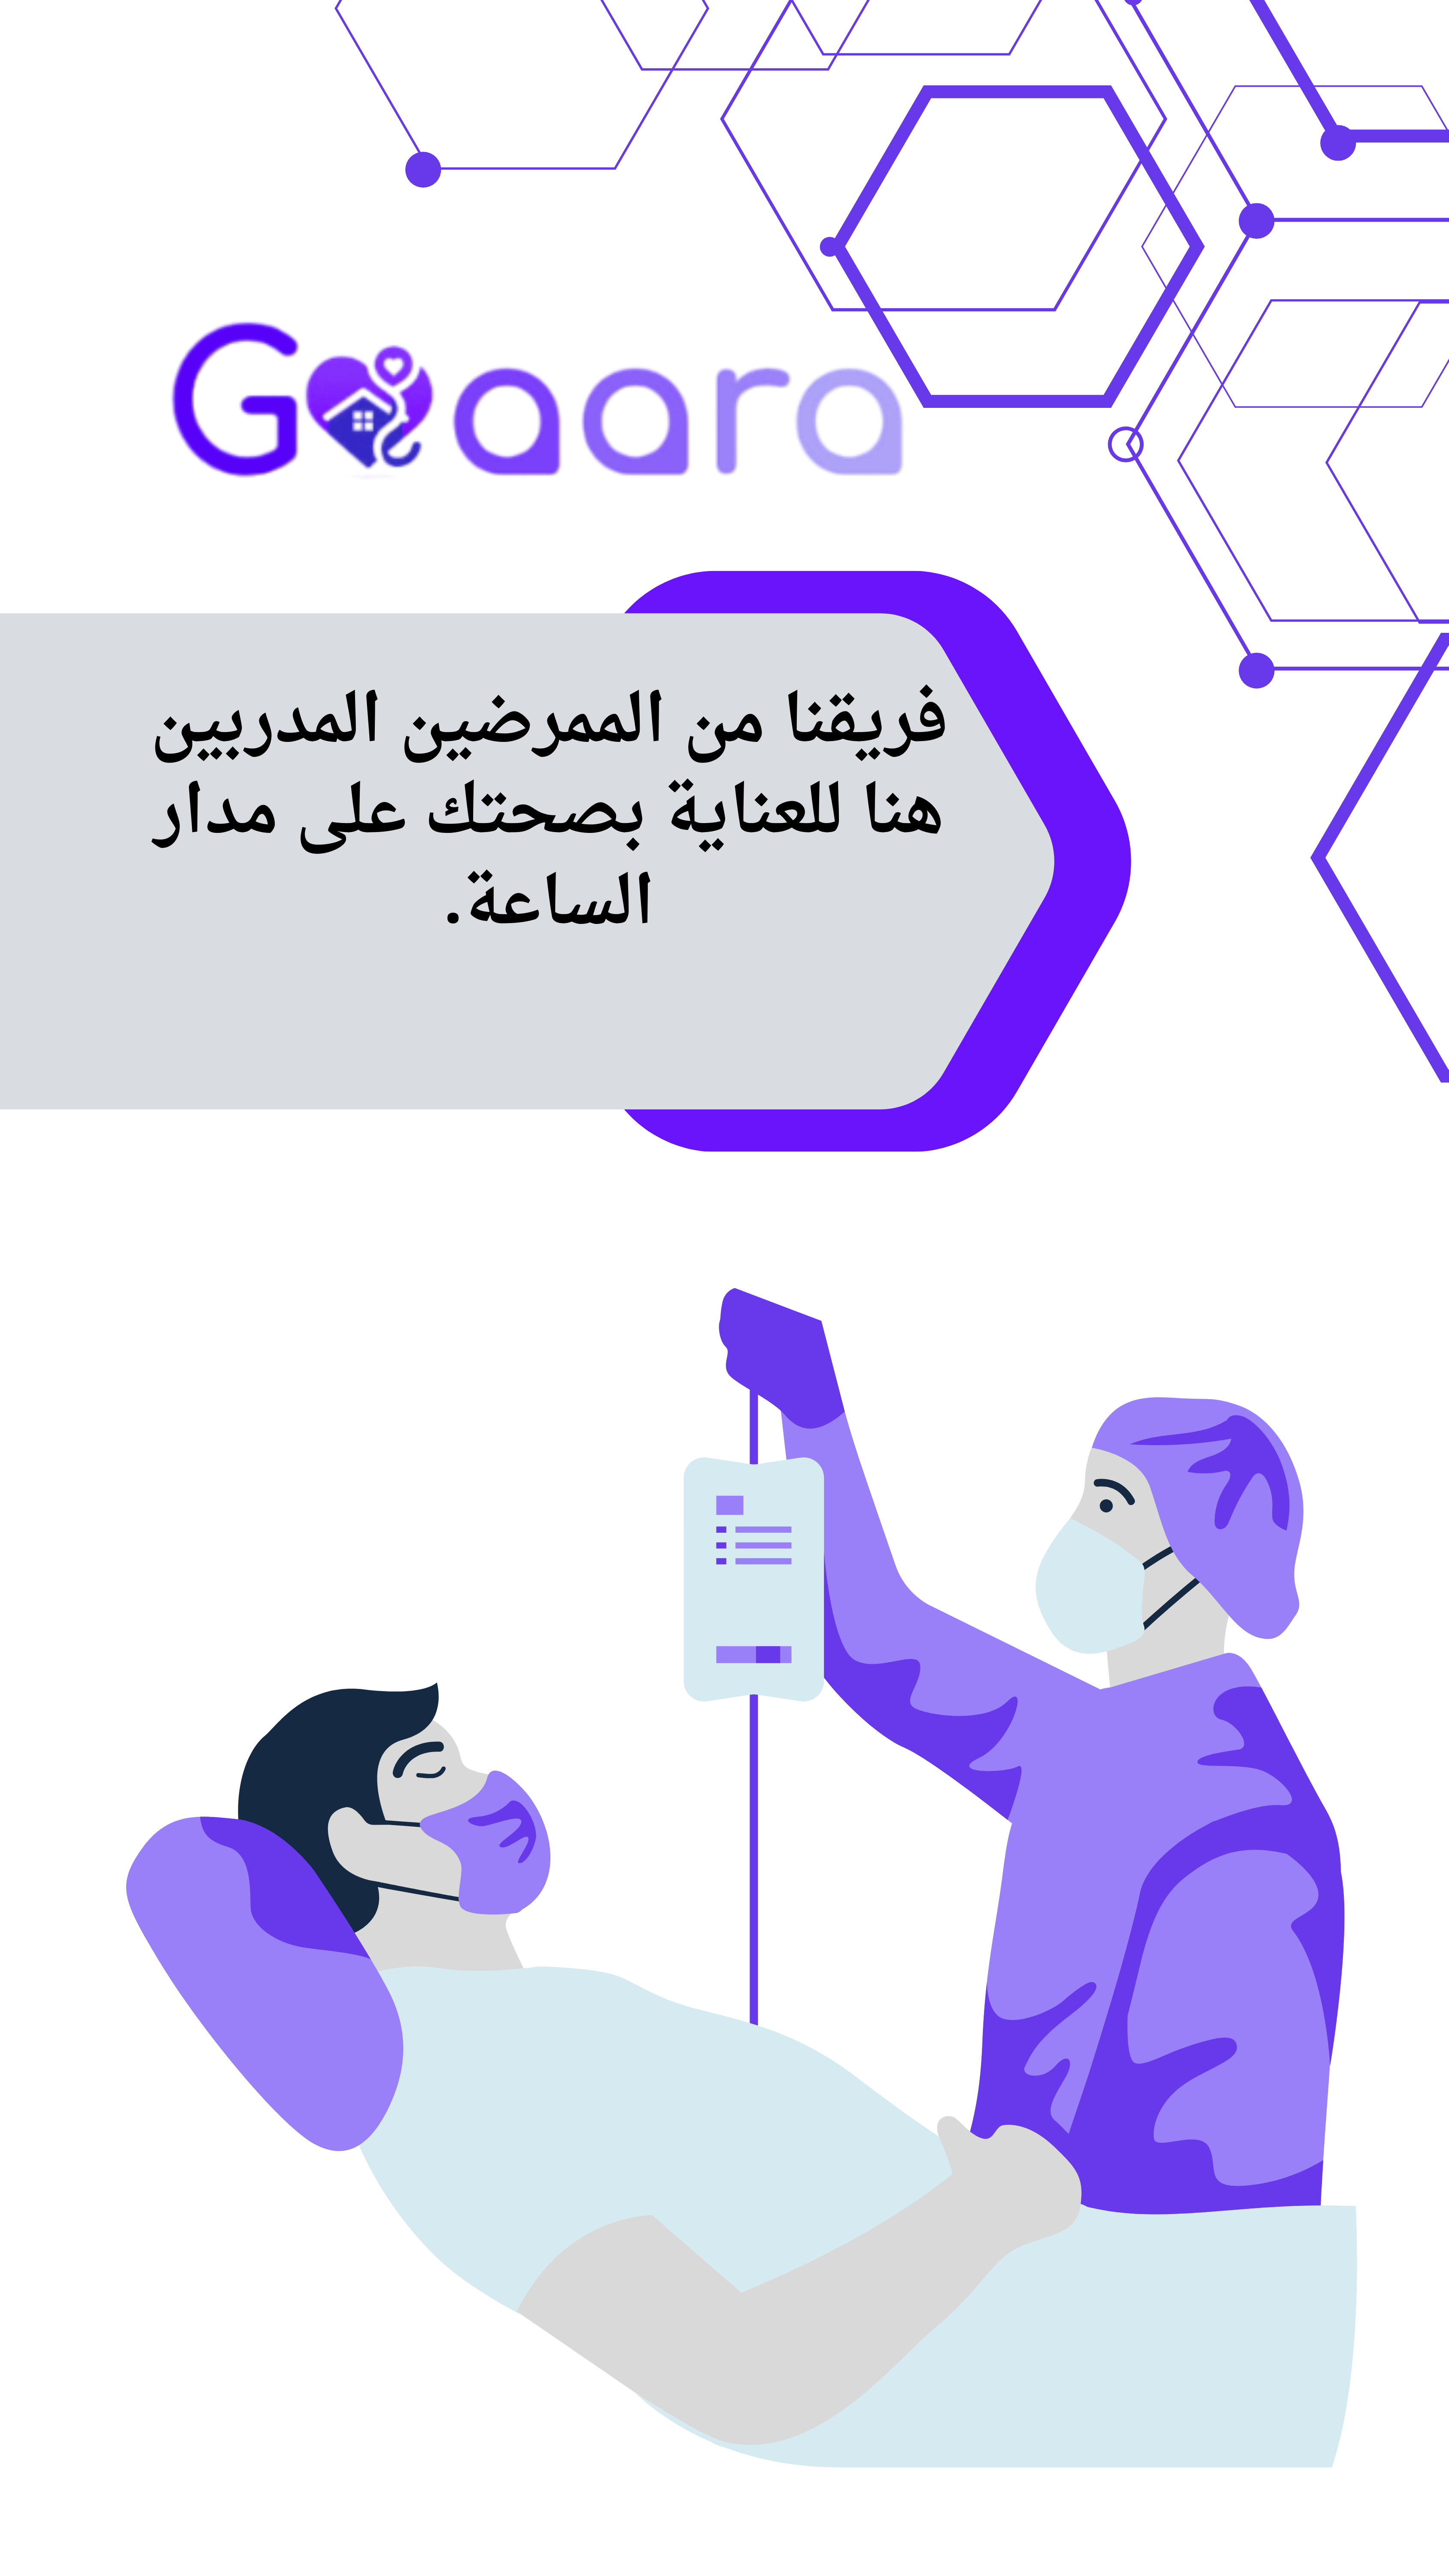 Gaara
فريقنا من الممرضين المدربين
هنا للعناية بصحتك على مدار
الساعة.